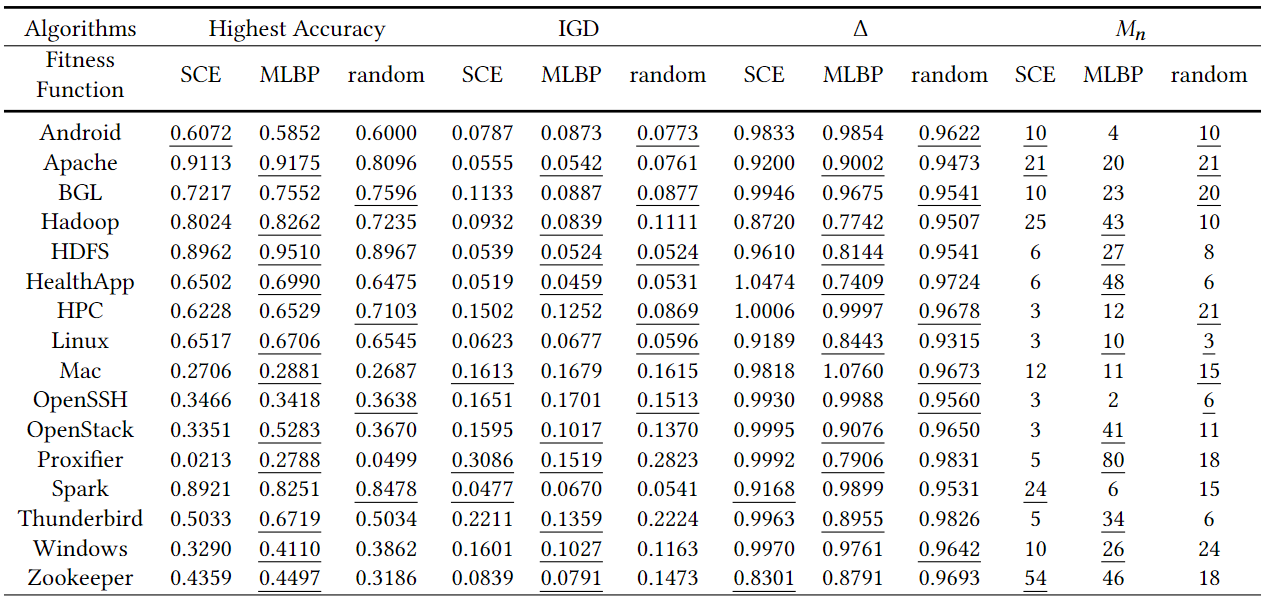 Algorithms Highest Accuracy IGD Δ Mn
Fitness Function SCE MLBP random SCE MLBP random SCE MLBP random SCE MLBP random
Android 0.6072 0.5852 0.6000 0.0787 0.0873 0.0773 0.9833 0.9854 0.9622 10 4 10
Apache 0.9113 0.9175 0.8096 0.0555 0.0542 0.0761 0.9200 0.9002 0.9473 21 20 21
BGL 0.7217 0.7552 0.7596 0.1133 0.0887 0.0877 0.9946 0.9675 0.9541 10 23 20
Hadoop 0.8024 0.8262 0.7235 0.0932 0.0839 0.1111 0.8720 0.7742 0.9507 25 43 10
HDFS 0.8962 0.9510 0.8967 0.0539 0.0524 0.0524 0.9610 0.8144 0.9541 6 27 8
HealthApp 0.6502 0.6990 0.6475 0.0519 0.0459 0.0531 1.0474 0.7409 0.9724 6 48 6
HPC 0.6228 0.6529 0.7103 0.1502 0.1252 0.0869 1.0006 0.9997 0.9678 3 12 21
Linux 0.6517 0.6706 0.6545 0.0623 0.0677 0.0596 0.9189 0.8443 0.9315 3 10 3
Mac 0.2706 0.2881 0.2687 0.1613 0.1679 0.1615 0.9818 1.0760 0.9673 12 11 15
OpenSSH 0.3466 0.3418 0.3638 0.1651 0.1701 0.1513 0.9930 0.9988 0.9560 3 2 6
OpenStack 0.3351 0.5283 0.3670 0.1595 0.1017 0.1370 0.9995 0.9076 0.9650 3 41 11
Proxifier 0.0213 0.2788 0.0499 0.3086 0.1519 0.2823 0.9992 0.7906 0.9831 5 80 18
Spark 0.8921 0.8251 0.8478 0.0477 0.0670 0.0541 0.9168 0.9899 0.9531 24 6 15
Thunderbird 0.5033 0.6719 0.5034 0.2211 0.1359 0.2224 0.9963 0.8955 0.9826 5 34 6
Windows 0.3290 0.4110 0.3862 0.1601 0.1027 0.1163 0.9970 0.9761 0.9642 10 26 24
Zookeeper 0.4359 0.4497 0.3186 0.0839 0.0791 0.1473 0.8301 0.8791 0.9693 54 46 18